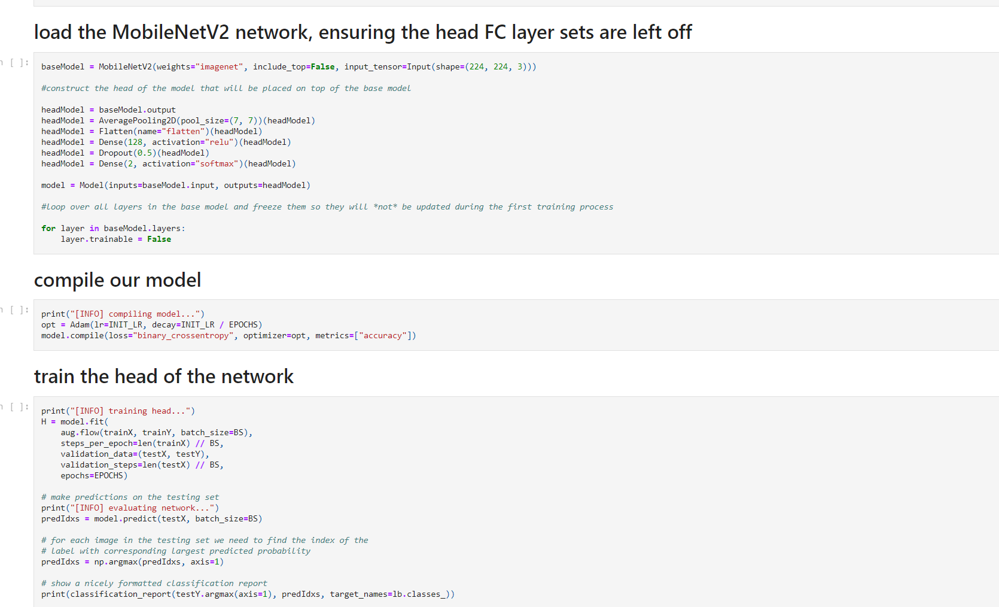 load the MobileNetV2 network, ensuring the head FC layer sets are left off
[ ]:
baseModel = MobileNetV2(weights="imagenet", include_top=False, input_tensor=Input(shape=(224, 224, 3)))
#construct the head of the model that will be placed on top of the base model
headModel = baseModel.output
headModel = AveragePooling2D(pool_size=(7, 7))(headModel)
headModel = Flatten(name="flatten")(headModel)
headModel = Dense(128, activation="relu")(headModel)
headModel = Dropout(0.5)(headModel)
headModel = Dense(2, activation="softmax")(headModel)
model = Model(inputs=baseModel.input, outputs=headModel)
#loop over all layers in the base model and freeze them so they will *not* be updated during the first training process
for layer in baseModel.layers:
    layer.trainable = False
compile our model
[ ]:
print("[INFO] compiling model...")
opt = Adam(lr=INIT_LR, decay=INIT_LR / EPOCHS)
model.compile(loss="binary_crossentropy", optimizer=opt, metrics=["accuracy"])
train the head of the network
[ ]:
print("[INFO] training head...")
H = model.fit(
    aug.flow(trainX, trainY, batch_size=BS),
    steps_per_epoch=len(trainX) // BS,
    validation_data=(testX, testY),
    validation_steps=len(testX) // BS,
    epochs=EPOCHS)
# make predictions on the testing set
print("[INFO] evaluating network...")
predIdxs = model.predict(testX, batch_size=BS)
# for each image in the testing set we need to find the index of the
# label with corresponding largest predicted probability
predIdxs = np.argmax(predIdxs, axis=1)
# show a nicely formatted classification report
print(classification_report(testY.argmax(axis=1), predIdxs, target_names=lb.classes_))